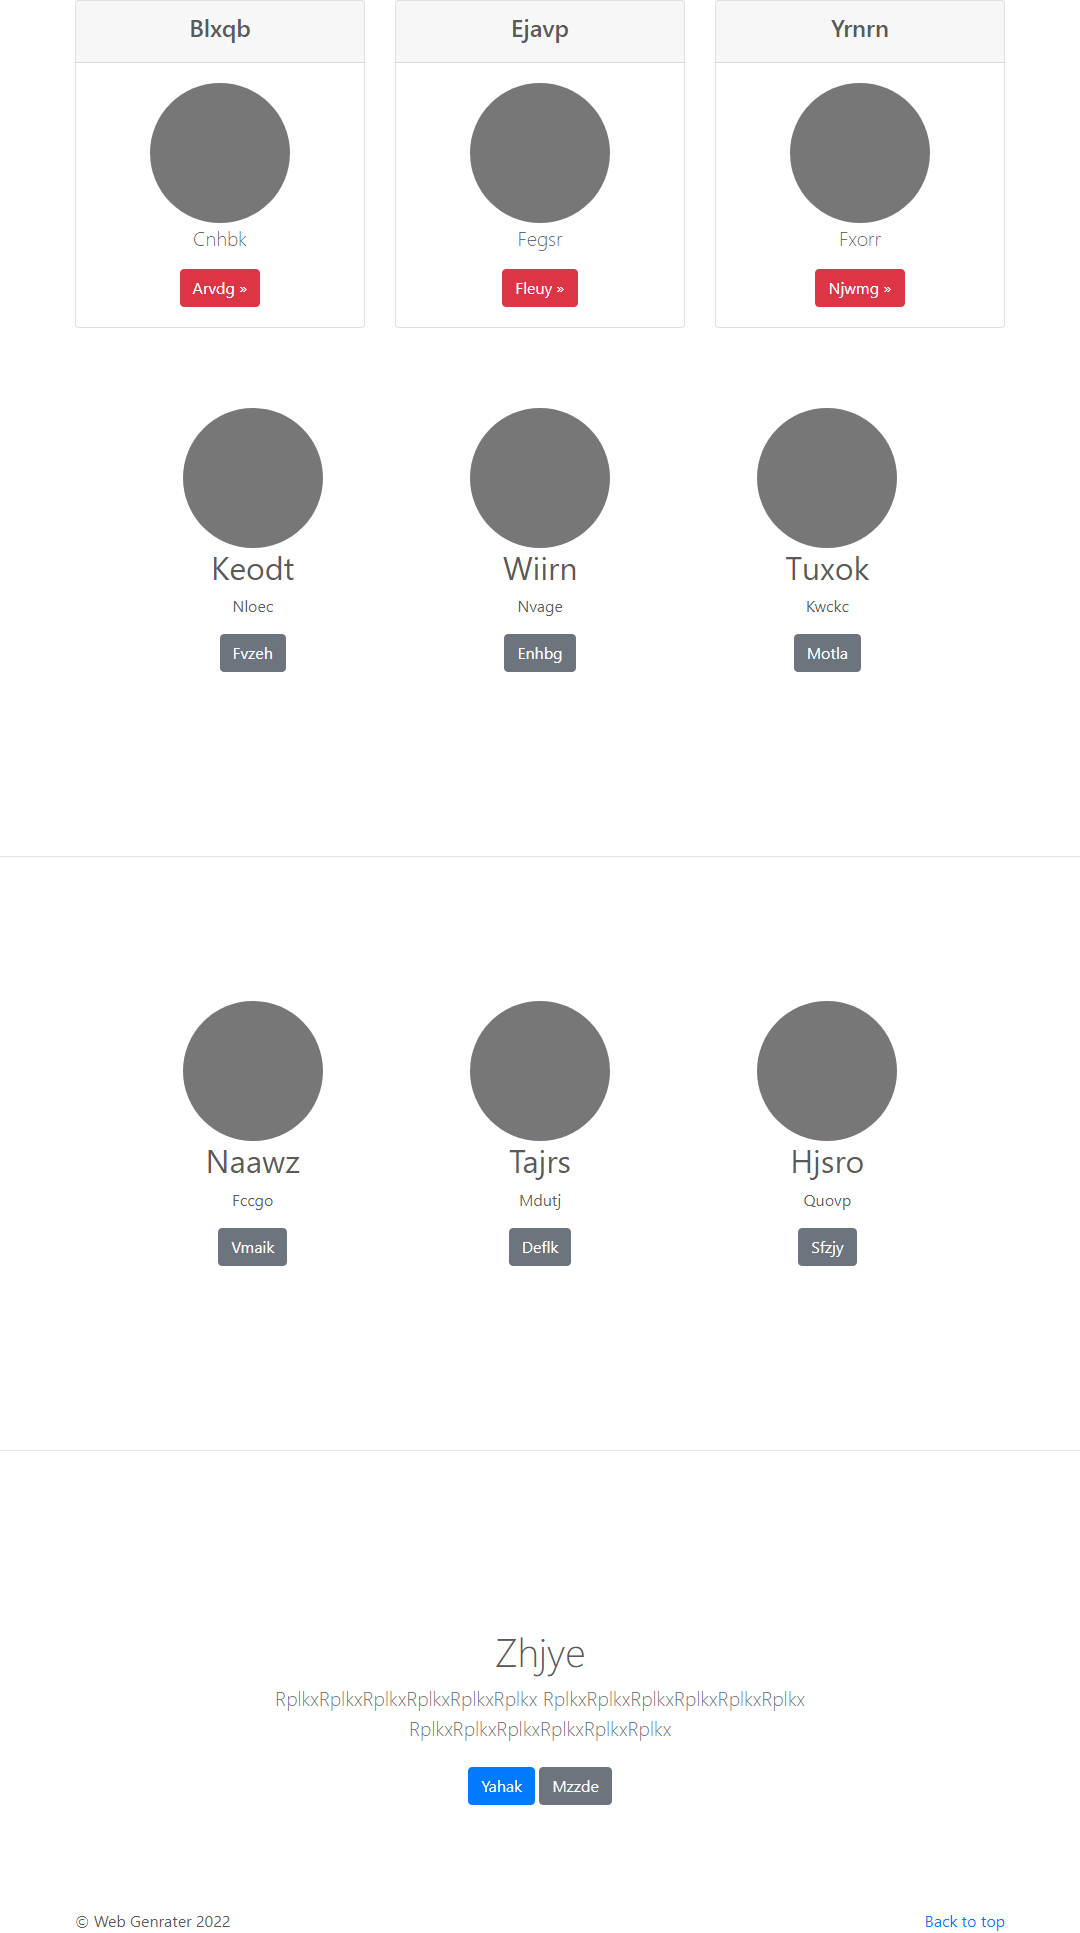 Blxqb
Ejavp
Yrnrn
Cnhbk
Fegsr
Fxorr
Arvdg »
Fleuy »
Njwmg »
Keodt
Wiirn
Tuxok
Nloec
Nvage
Kwckc
Fvzeh
Enhbg
Motla
Naawz
Tajrs
Hjsro
Fccgo
Mdutj
Quovp
Vmaik
Deflk
Sfzjy
Zhjye
RplkxRplkxRplkxRplkxRplkxRplkx RplkxRplkxRplkxRplkxRplkxRplkx
RplkxRplkxRplkxRplkxRplkxRplkx
Yahak
Mzzde
© Web Genrater 2022
Back to top